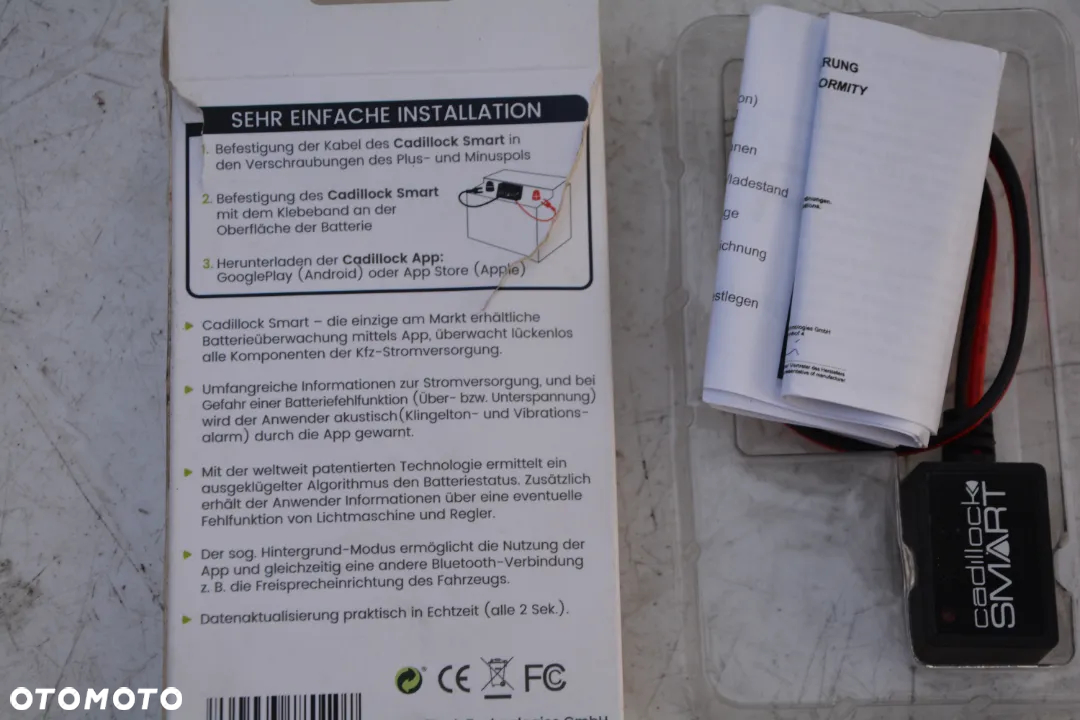 SEHR EINFACHE INSTALLATION
1. Befestigung der Kabel des Cadillock Smart in
den Verschraubungen des Plus- und Minuspols
2. Befestigung des Cadillock Smart
mit dem Klebeband an der
Oberfläche der Batterie
3. Herunterladen der Cadillock App:
GooglePlay (Android) oder App Store (Apple)
Cadillock Smart – die einzige am Markt erhältliche
Batterieüberwachung mittels App, überwacht lückenlos
alle Komponenten der Kfz-Stromversorgung.
Umfangreiche Informationen zur Stromversorgung, und bei
Gefahr einer Batteriefehlfunktion (Über- bzw. Unterspannung)
wird der Anwender akustisch(Klingelton- und Vibrations-
alarm) durch die App gewarnt.
Mit der weltweit patentierten Technologie ermittelt ein
ausgeklügelter Algorithmus den Batteriestatus. Zusätzlich
erhält der Anwender Informationen über eine eventuelle
Fehlfunktion von Lichtmaschine und Regler.
Der sog. Hintergrund-Modus ermöglicht die Nutzung der
App und gleichzeitig eine andere Bluetooth-Verbindung
z. B. die Freisprecheinrichtung des Fahrzeugs.
Datenaktualisierung praktisch in Echtzeit (alle 2 Sek.).
CE FC
GmbH
RUNG
ORMITY
on)
nen
ladestand
ge
ichnung
stlegen
GmbH
cadillock
SMART
OTOMOTO